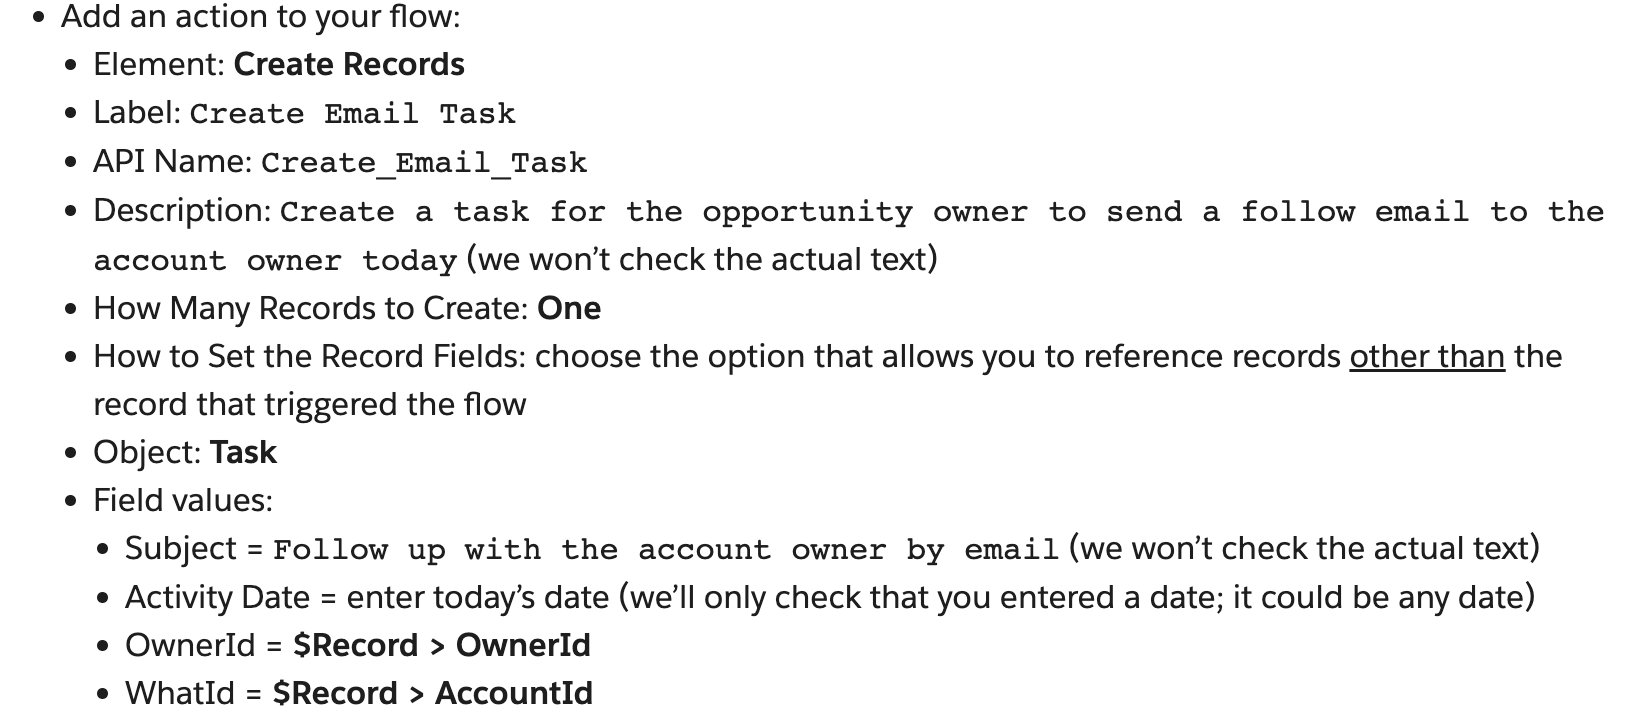 • Add an action to your flow:
• Element: Create Records
• Label: Create Email Task
• API Name: Create_Email_Task
• Description: Create a task for the opportunity owner to send a follow email to the
account owner today (we won’t check the actual text)
• How Many Records to Create: One
• How to Set the Record Fields: choose the option that allows you to reference records other than the
record that triggered the flow
• Object: Task
• Field values:
• Subject = Follow up with the account owner by email (we won’t check the actual text)
• Activity Date = enter today’s date (we’ll only check that you entered a date; it could be any date)
• OwnerId = $Record > OwnerId
• WhatId = $Record > AccountId